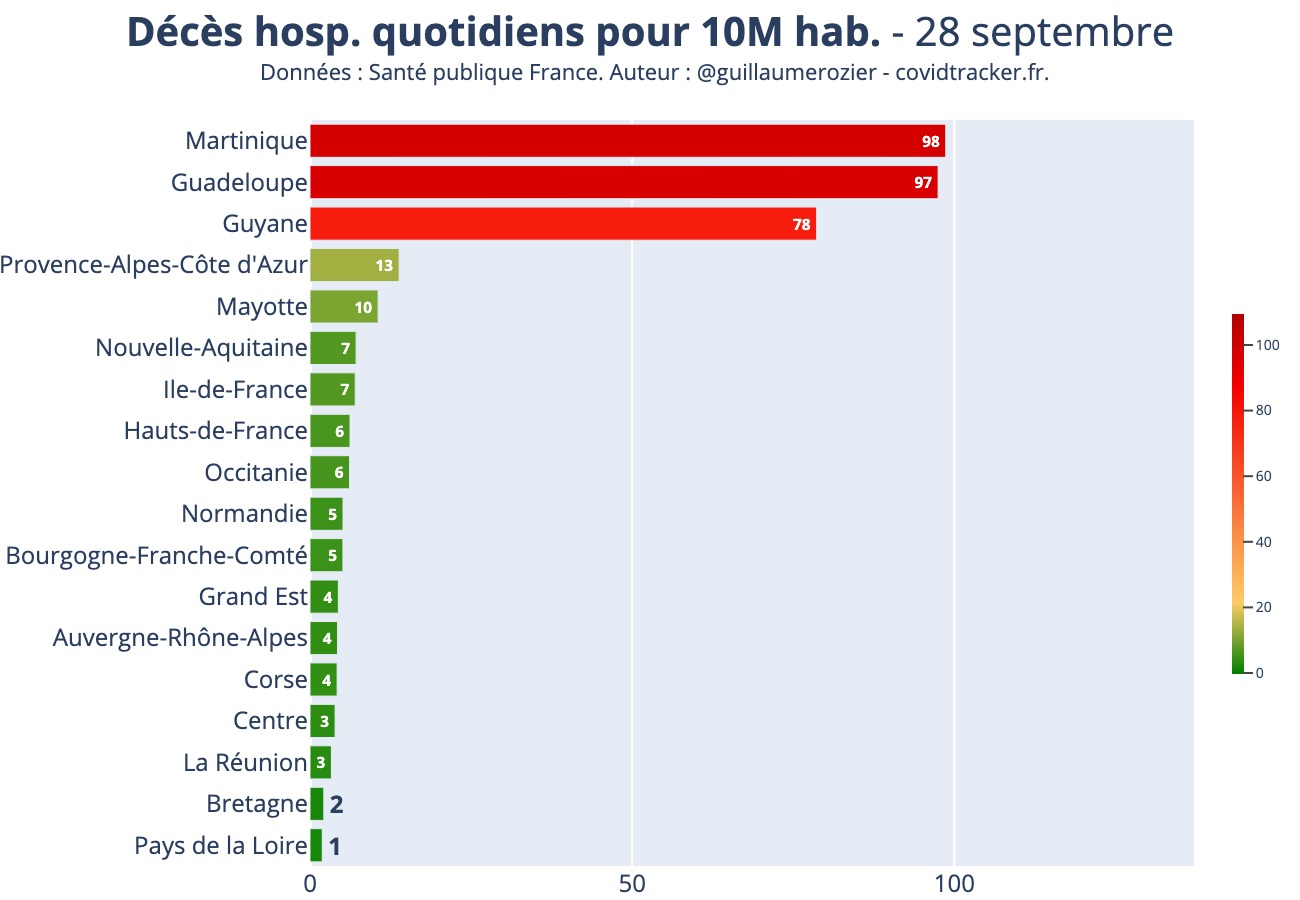 Décès hosp. quotidiens pour 10M hab. - 28 septembre
Données : Santé publique France. Auteur : @guillaumerozier - covidtracker.fr.
Martinique 98
Guadeloupe 97
Guyane 78
Provence-Alpes-Côte d'Azur 13
Mayotte 10
Nouvelle-Aquitaine 7
Ile-de-France 7
Hauts-de-France 6
Occitanie 6
Normandie 5
Bourgogne-Franche-Comté 5
Grand Est 4
Auvergne-Rhône-Alpes 4
Corse 4
Centre 3
La Réunion 3
Bretagne 2
Pays de la Loire 1
0 50 100
100
80
60
40
20
0